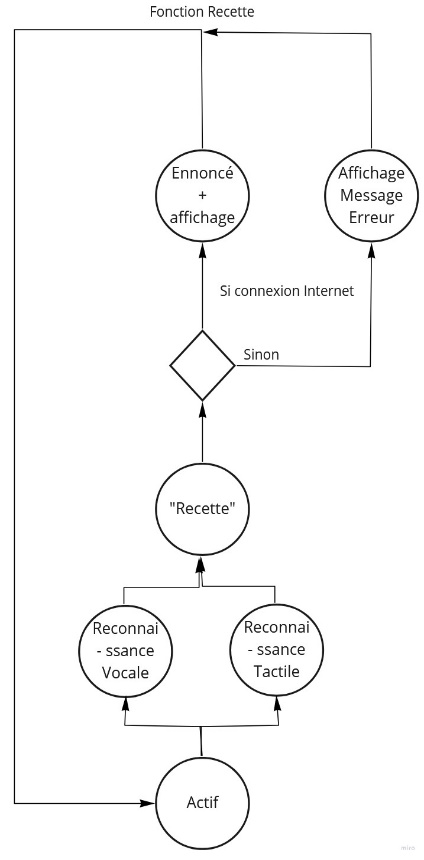 Fonction Recette
Ennoncé
+
affichage
Affichage
Message
Erreur
Si connexion Internet
Sinon
"Recette"
Reconnai
- ssance
Vocale
Reconnai
- ssance
Tactile
Actif
miro